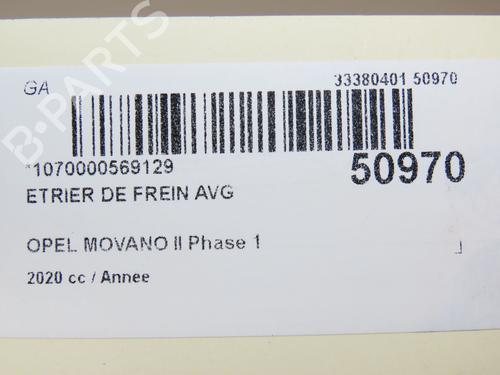 GA
33380401 50970
*1070000569129
50970
ETRIER DE FREIN AVG
OPEL MOVANO II Phase 1
2020 cc / Annee
B-PARTS